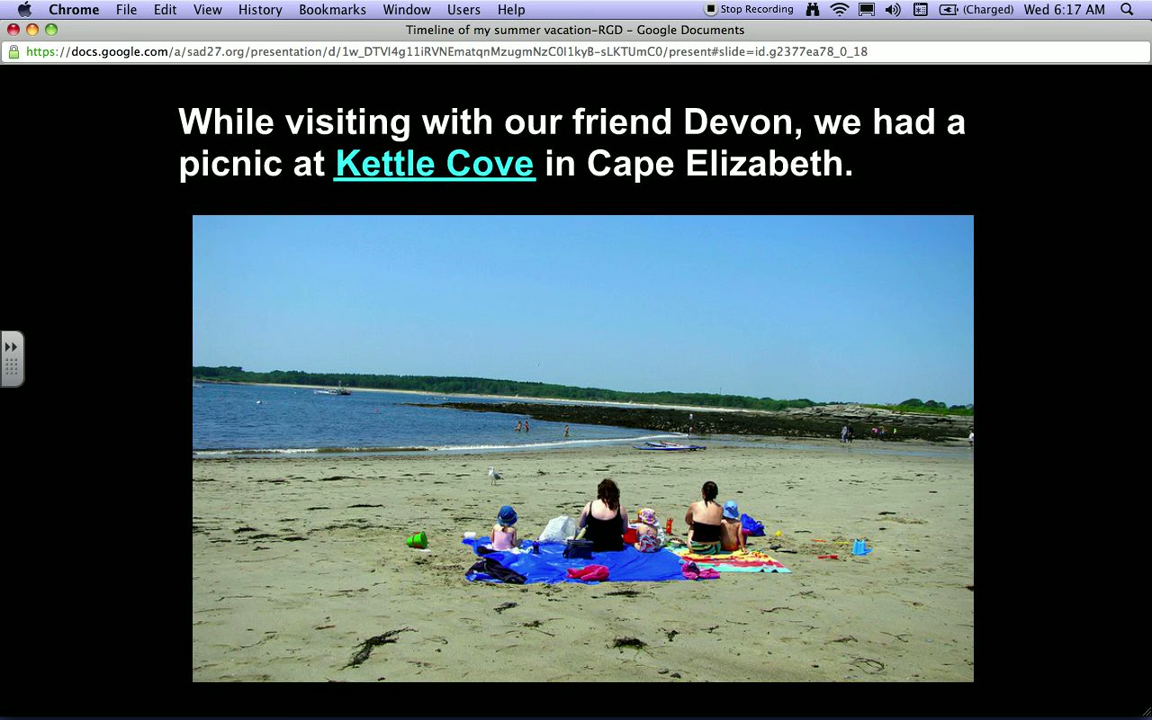 Chrome File Edit View History Bookmarks Window Users Help Stop Recording (Charged) Wed 6:17 AM
Timeline of my summer vacation-RGD - Google Documents
https://docs.google.com/a/sad27.org/presentation/d/1w_DTVI4g11iRVNEmatqnMzugmNzC0I1kyB-sLKTUmC0/present#slide=id.g2377ea78_0_18
While visiting with our friend Devon, we had a
picnic at Kettle Cove in Cape Elizabeth.